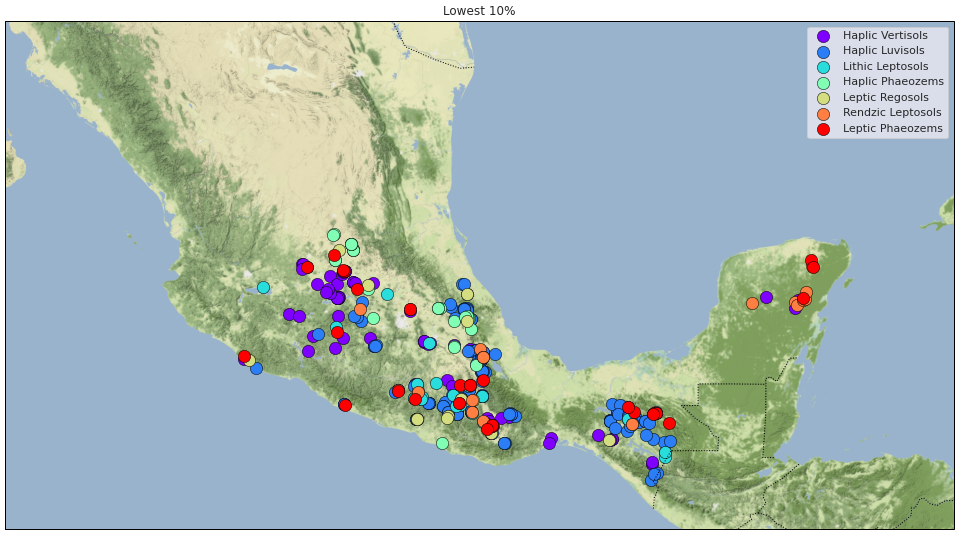 Lowest 10%
Haplic Vertisols
Haplic Luvisols
Lithic Leptosols
Haplic Phaeozems
Leptic Regosols
Rendzic Leptosols
Leptic Phaeozems